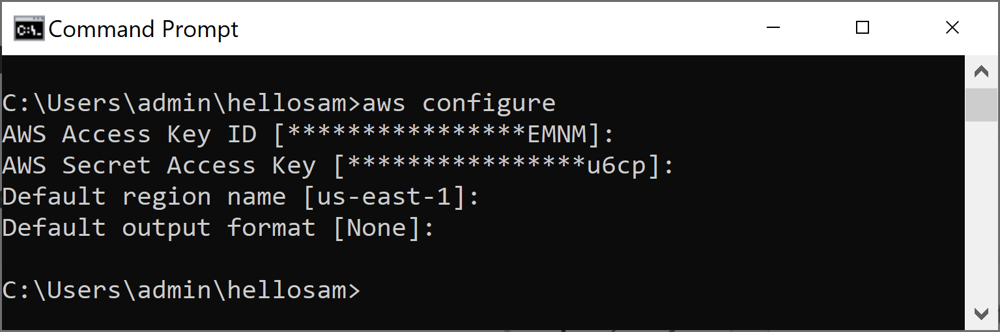 Command Prompt
C:\Users\admin\hellosam>aws configure
AWS Access Key ID [****************EMNM]:
AWS Secret Access Key [****************u6cp]:
Default region name [us-east-1]:
Default output format [None]:
C:\Users\admin\hellosam>